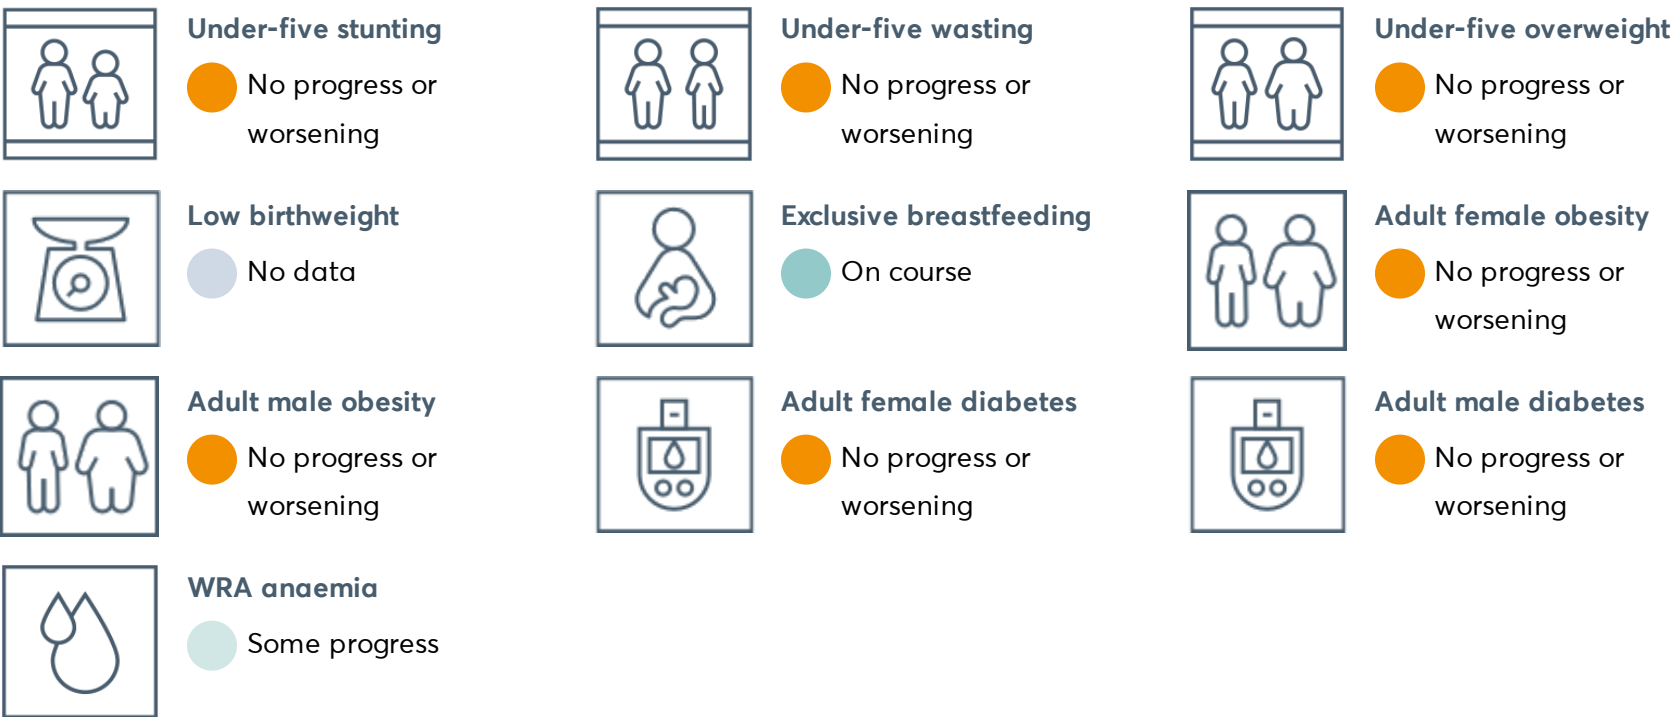 Under-five stunting
No progress or
worsening
Under-five wasting
No progress or
worsening
Under-five overweight
No progress or
worsening
Low birthweight
No data
Exclusive breastfeeding
On course
Adult female obesity
No progress or
worsening
Adult male obesity
No progress or
worsening
Adult female diabetes
No progress or
worsening
Adult male diabetes
No progress or
worsening
WRA anaemia
Some progress